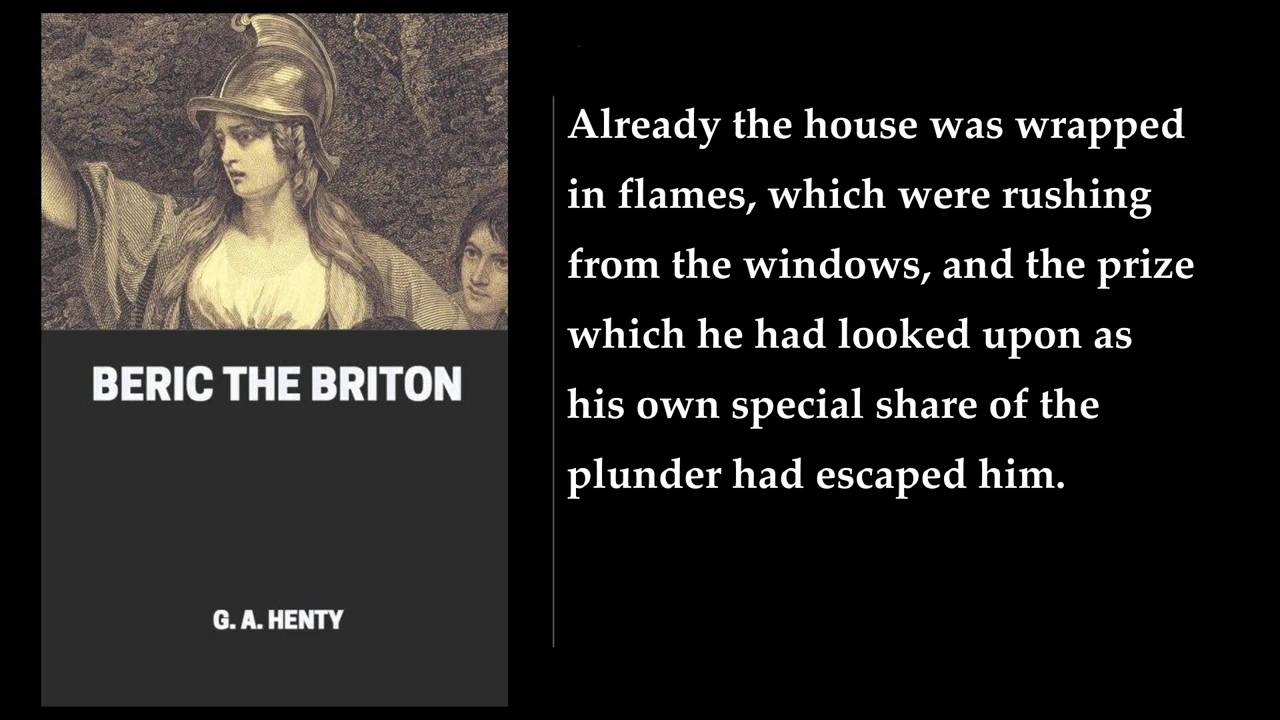 BERIC THE BRITON
G. A. HENTY
Already the house was wrapped
in flames, which were rushing
from the windows, and the prize
which he had looked upon as
his own special share of the
plunder had escaped him.